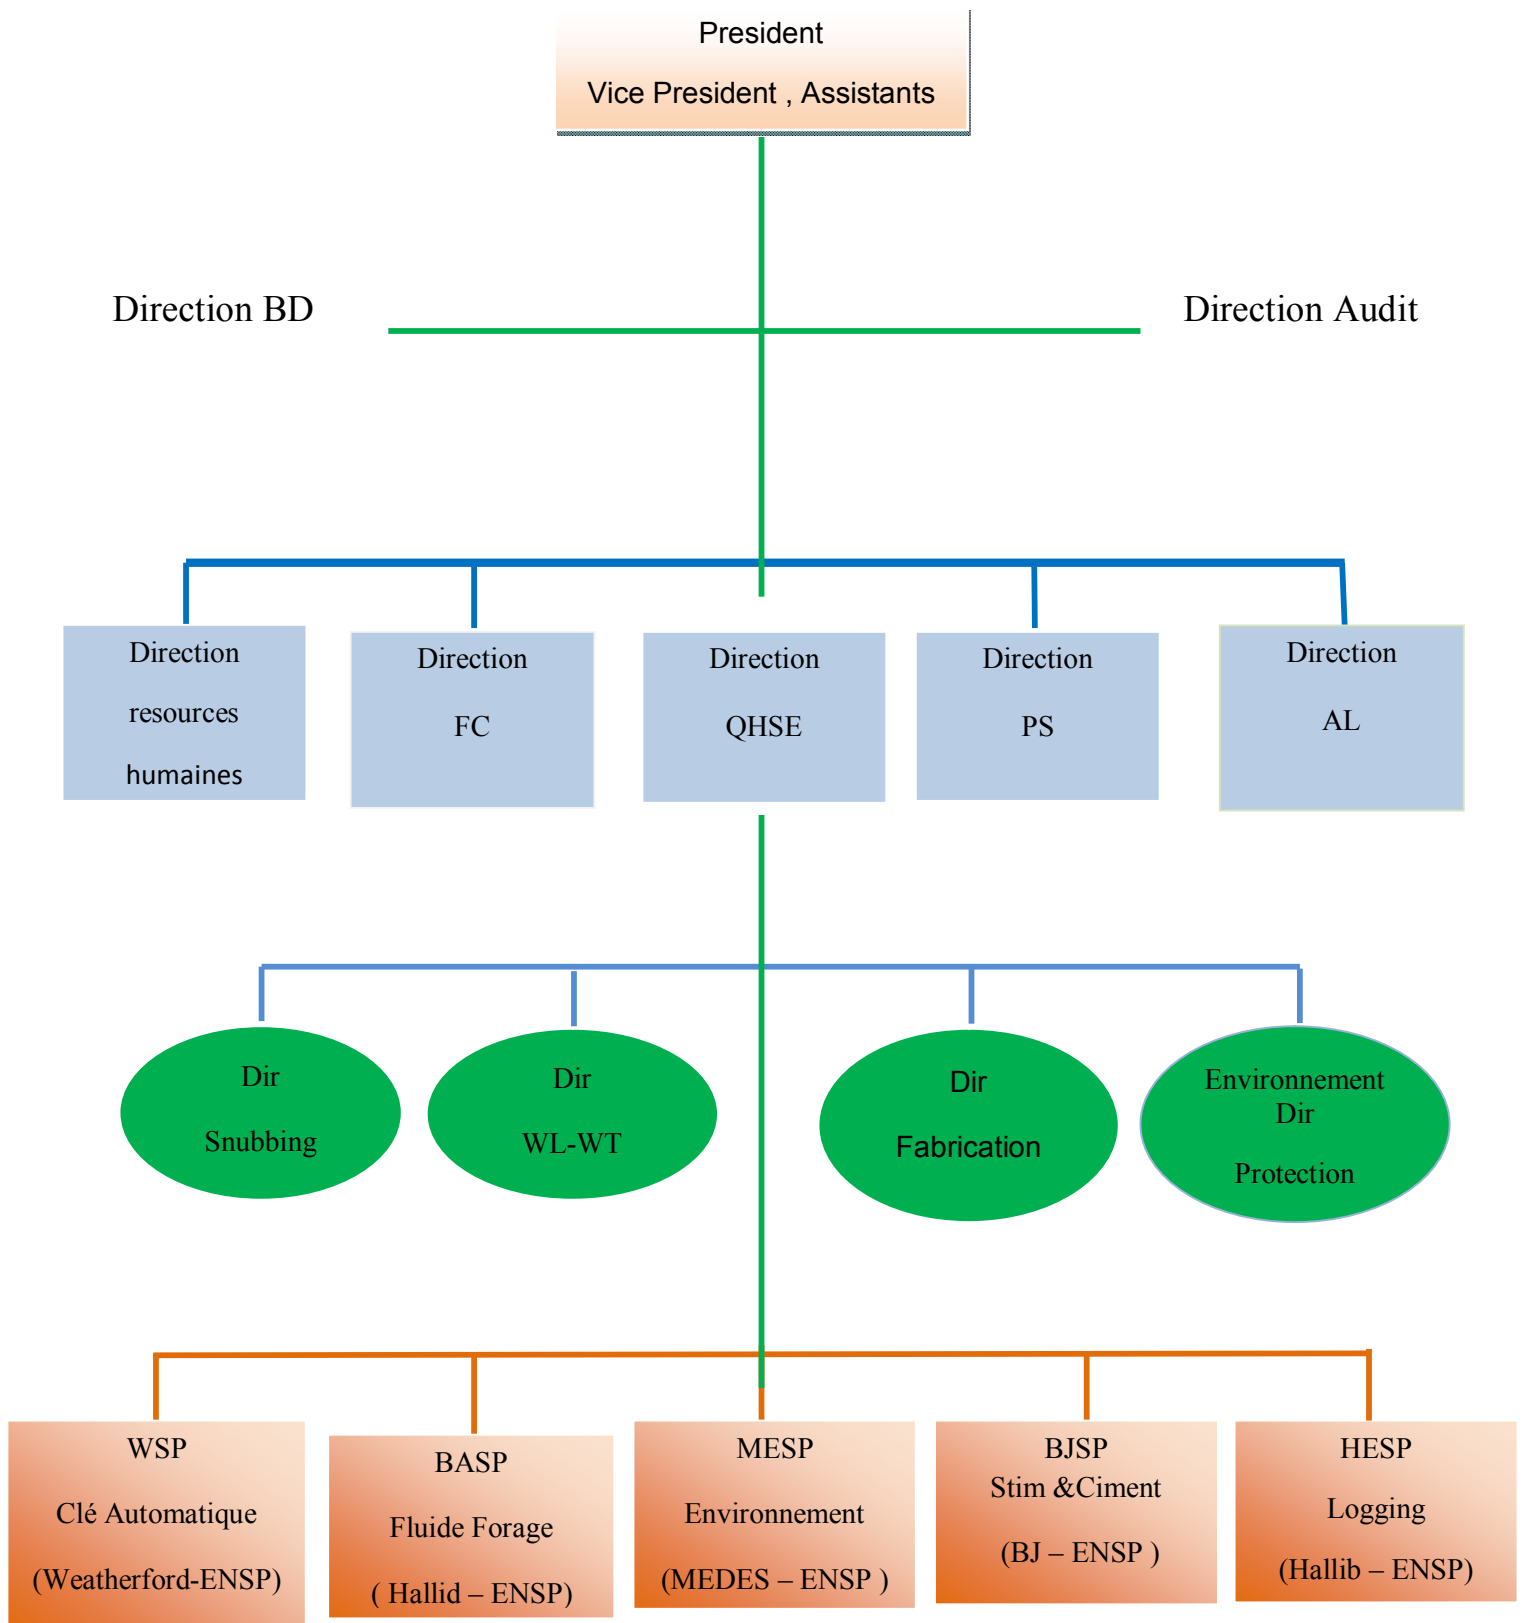 President
Vice President , Assistants
Direction BD
Direction Audit
Direction
resources
humaines
Direction
FC
Direction
QHSE
Direction
PS
Direction
AL
Dir
Snubbing
Dir
WL-WT
Dir
Fabrication
Environnement
Dir
Protection
WSP
Clé Automatique
(Weatherford-ENSP)
BASP
Fluide Forage
( Hallid – ENSP)
MESP
Environnement
(MEDES – ENSP )
BJSP
Stim &Ciment
(BJ – ENSP )
HESP
Logging
(Hallib – ENSP)